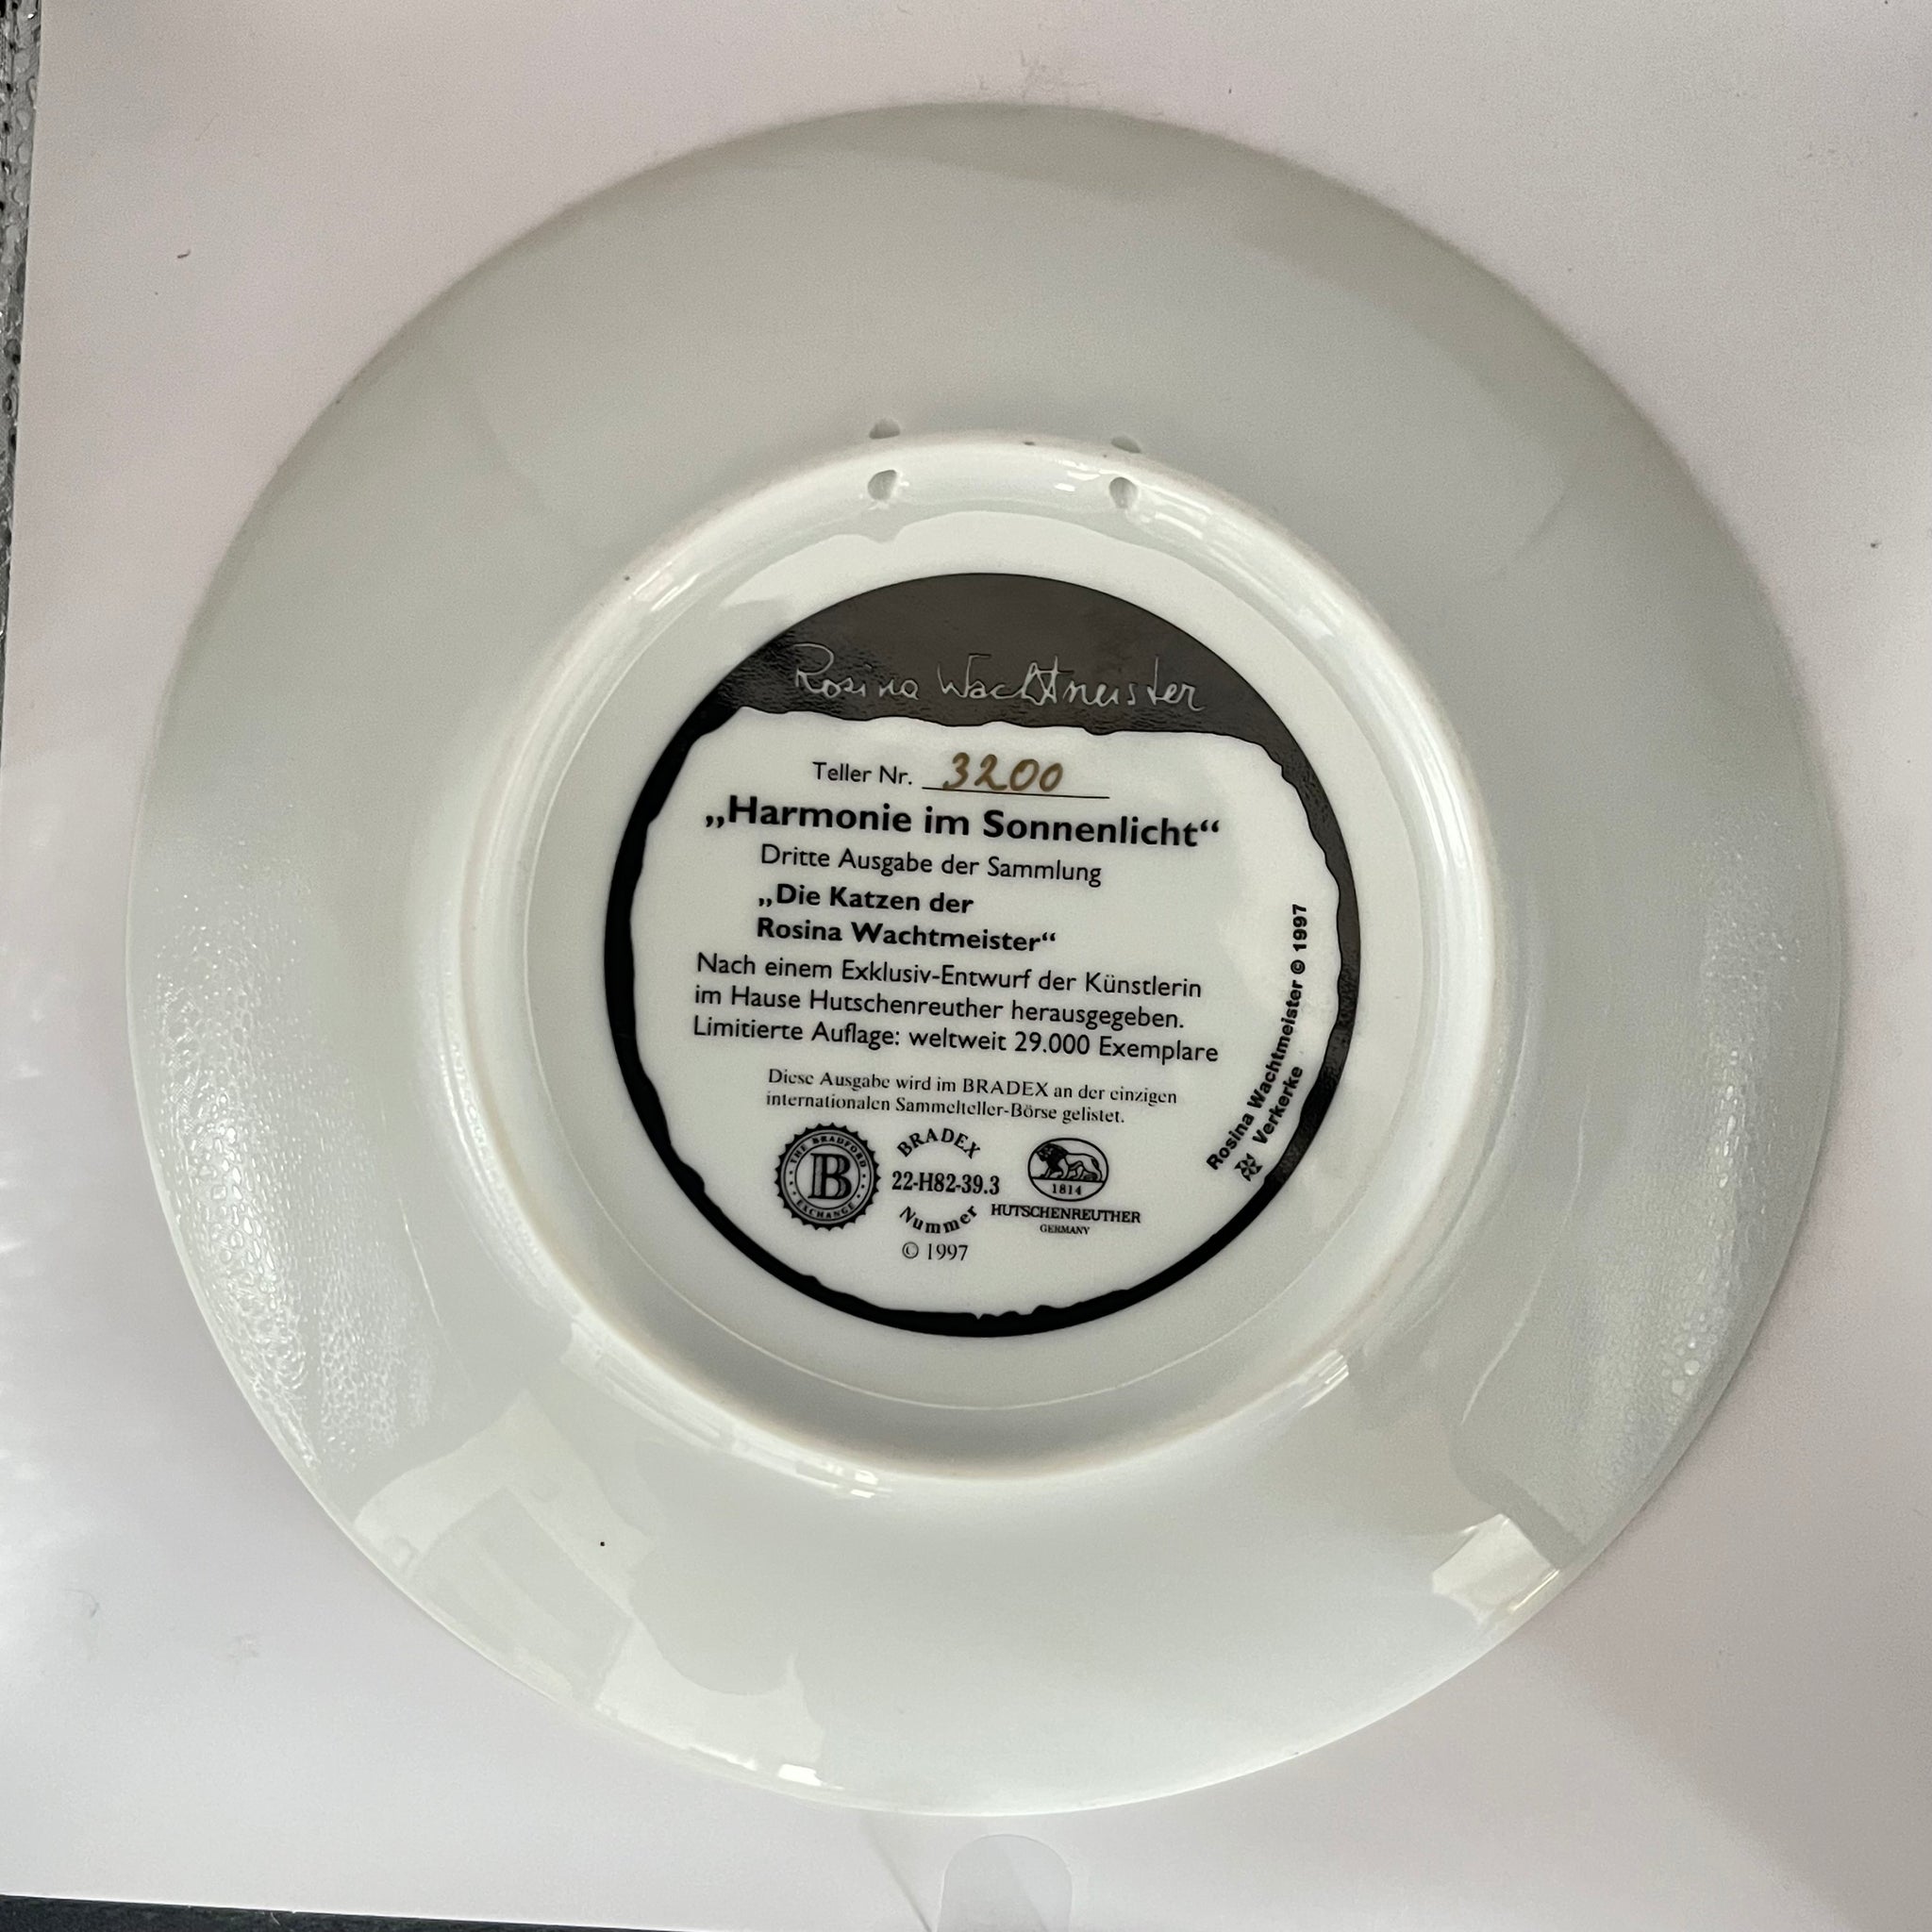 Rosina Wachtmeister
Teller Nr. 3200
„Harmonie im Sonnenlicht“
Dritte Ausgabe der Sammlung
„Die Katzen der
Rosina Wachtmeister“
Nach einem Exklusiv-Entwurf der Künstlerin
im Hause Hutschenreuther herausgegeben.
Limitierte Auflage: weltweit 29.000 Exemplare
Diese Ausgabe wird im BRADEX an der einzigen
internationalen Sammelteller-Börse gelistet.
THE BRADFORD
B
EXCHANGE
BRADEX
22-H82-39.3
Nummer
1814
HUTSCHENREUTHER
GERMANY
© 1997
Rosina Wachtmeister © 1997
Verkerke